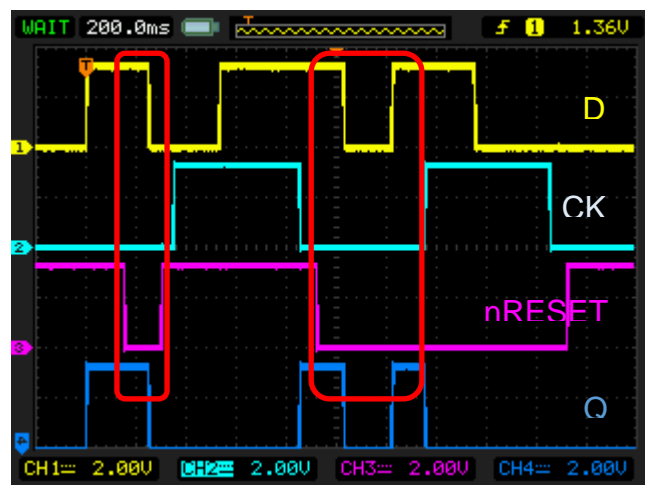 WAIT 200.0ms T 1 1.36V
T
D
1
CK
2
nRESET
3
Q
4
CH1 2.00V CH2 2.00V CH3 2.00V CH4 2.00V